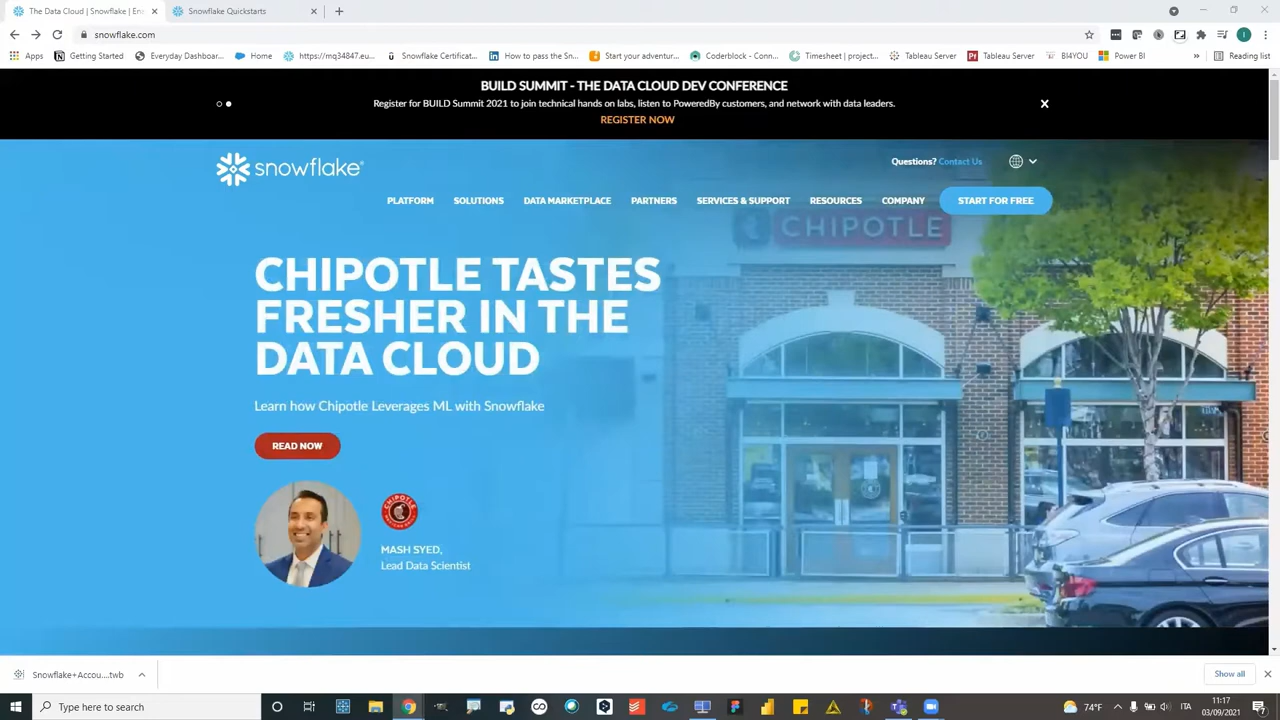 The Data Cloud | Snowflake | En
Snowflake Quickstarts
snowflake.com
Apps
Getting Started
Everyday Dashboar...
Home
https://mq34847.eu...
Snowflake Certificat...
How to pass the Sn...
Start your adventur...
Coderblock - Conn...
Timesheet | project...
Tableau Server
Tableau Server
BI4YOU
Power BI
Reading list
BUILD SUMMIT - THE DATA CLOUD DEV CONFERENCE
Register for BUILD Summit 2021 to join technical hands on labs, listen to PoweredBy customers, and network with data leaders.
REGISTER NOW
snowflake
Questions? Contact Us
PLATFORM
SOLUTIONS
DATA MARKETPLACE
PARTNERS
SERVICES & SUPPORT
RESOURCES
COMPANY
START FOR FREE
CHIPOTLE
CHIPOTLE TASTES
FRESHER IN THE
DATA CLOUD
Learn how Chipotle Leverages ML with Snowflake
READ NOW
CHIPOTLE
MASH SYED,
Lead Data Scientist
Snowflake+Accou....twb
Show all
Type here to search
74°F
ITA
11:17
03/09/2021